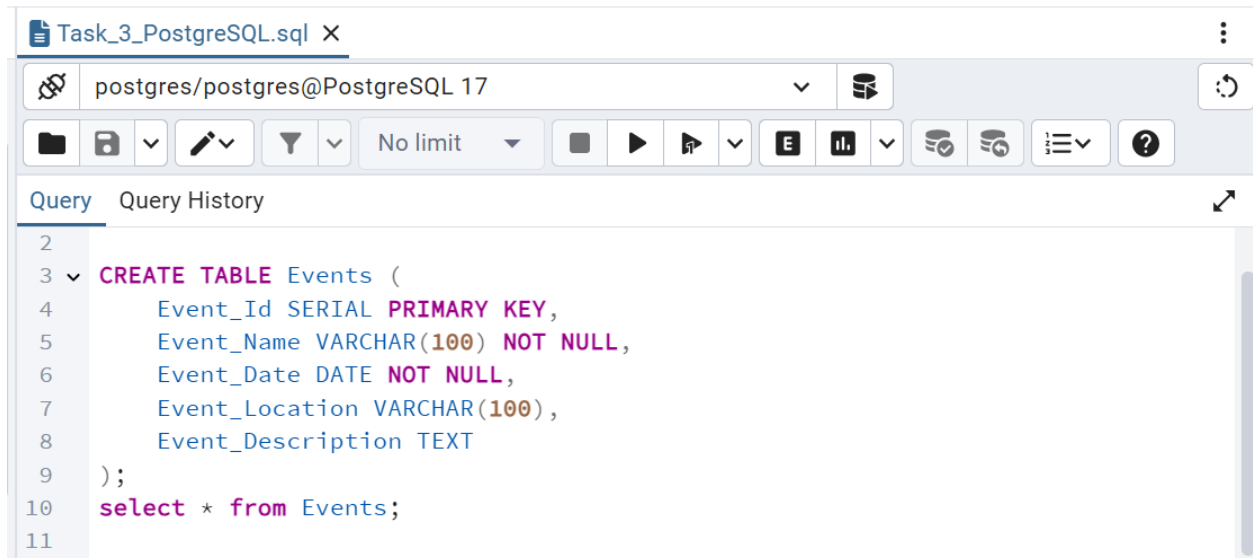 Task_3_PostgreSQL.sql
postgres/postgres@PostgreSQL 17
No limit
E
Query Query History
2
3 CREATE TABLE Events (
4 Event_Id SERIAL PRIMARY KEY,
5 Event_Name VARCHAR(100) NOT NULL,
6 Event_Date DATE NOT NULL,
7 Event_Location VARCHAR(100),
8 Event_Description TEXT
9 );
10 select * from Events;
11